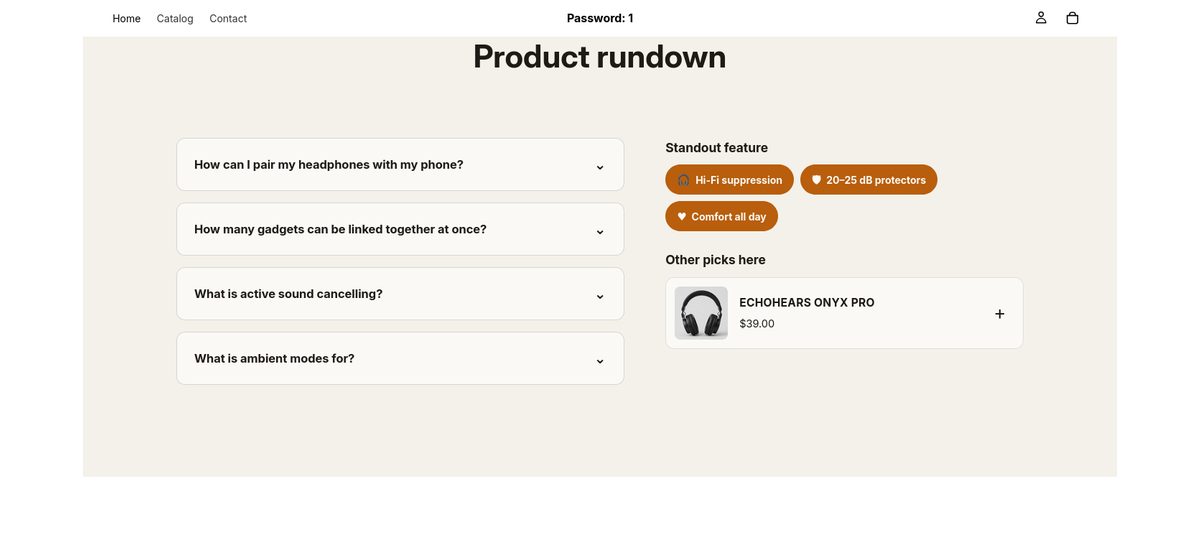 Home Catalog Contact Password: 1
Product rundown
How can I pair my headphones with my phone?
How many gadgets can be linked together at once?
What is active sound cancelling?
What is ambient modes for?
Standout feature
Hi-Fi suppression
20–25 dB protectors
Comfort all day
Other picks here
ECHOHEARS ONYX PRO
$39.00